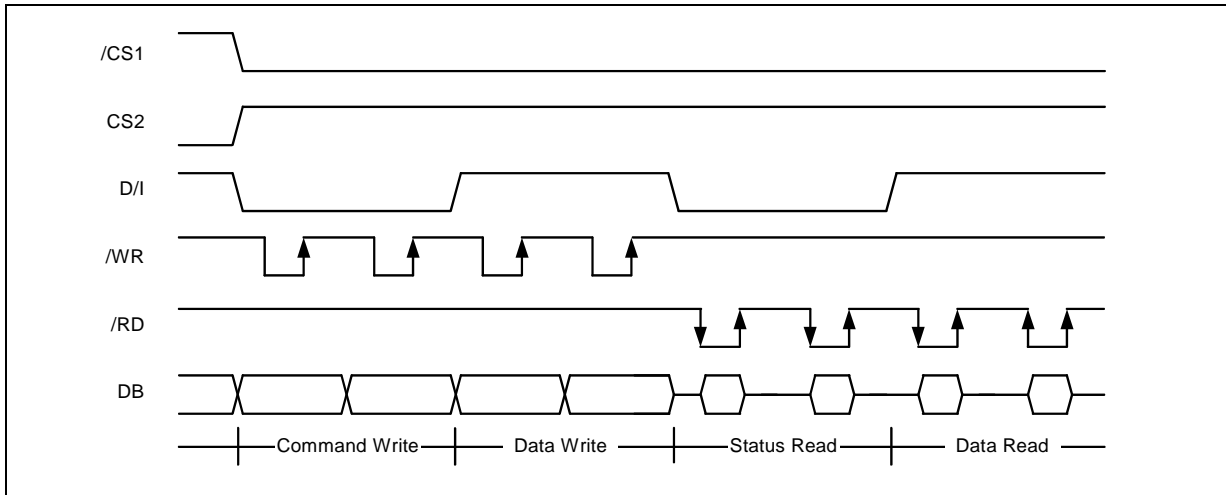 /CS1
CS2
D/I
/WR
/RD
DB
Command Write Data Write Status Read Data Read